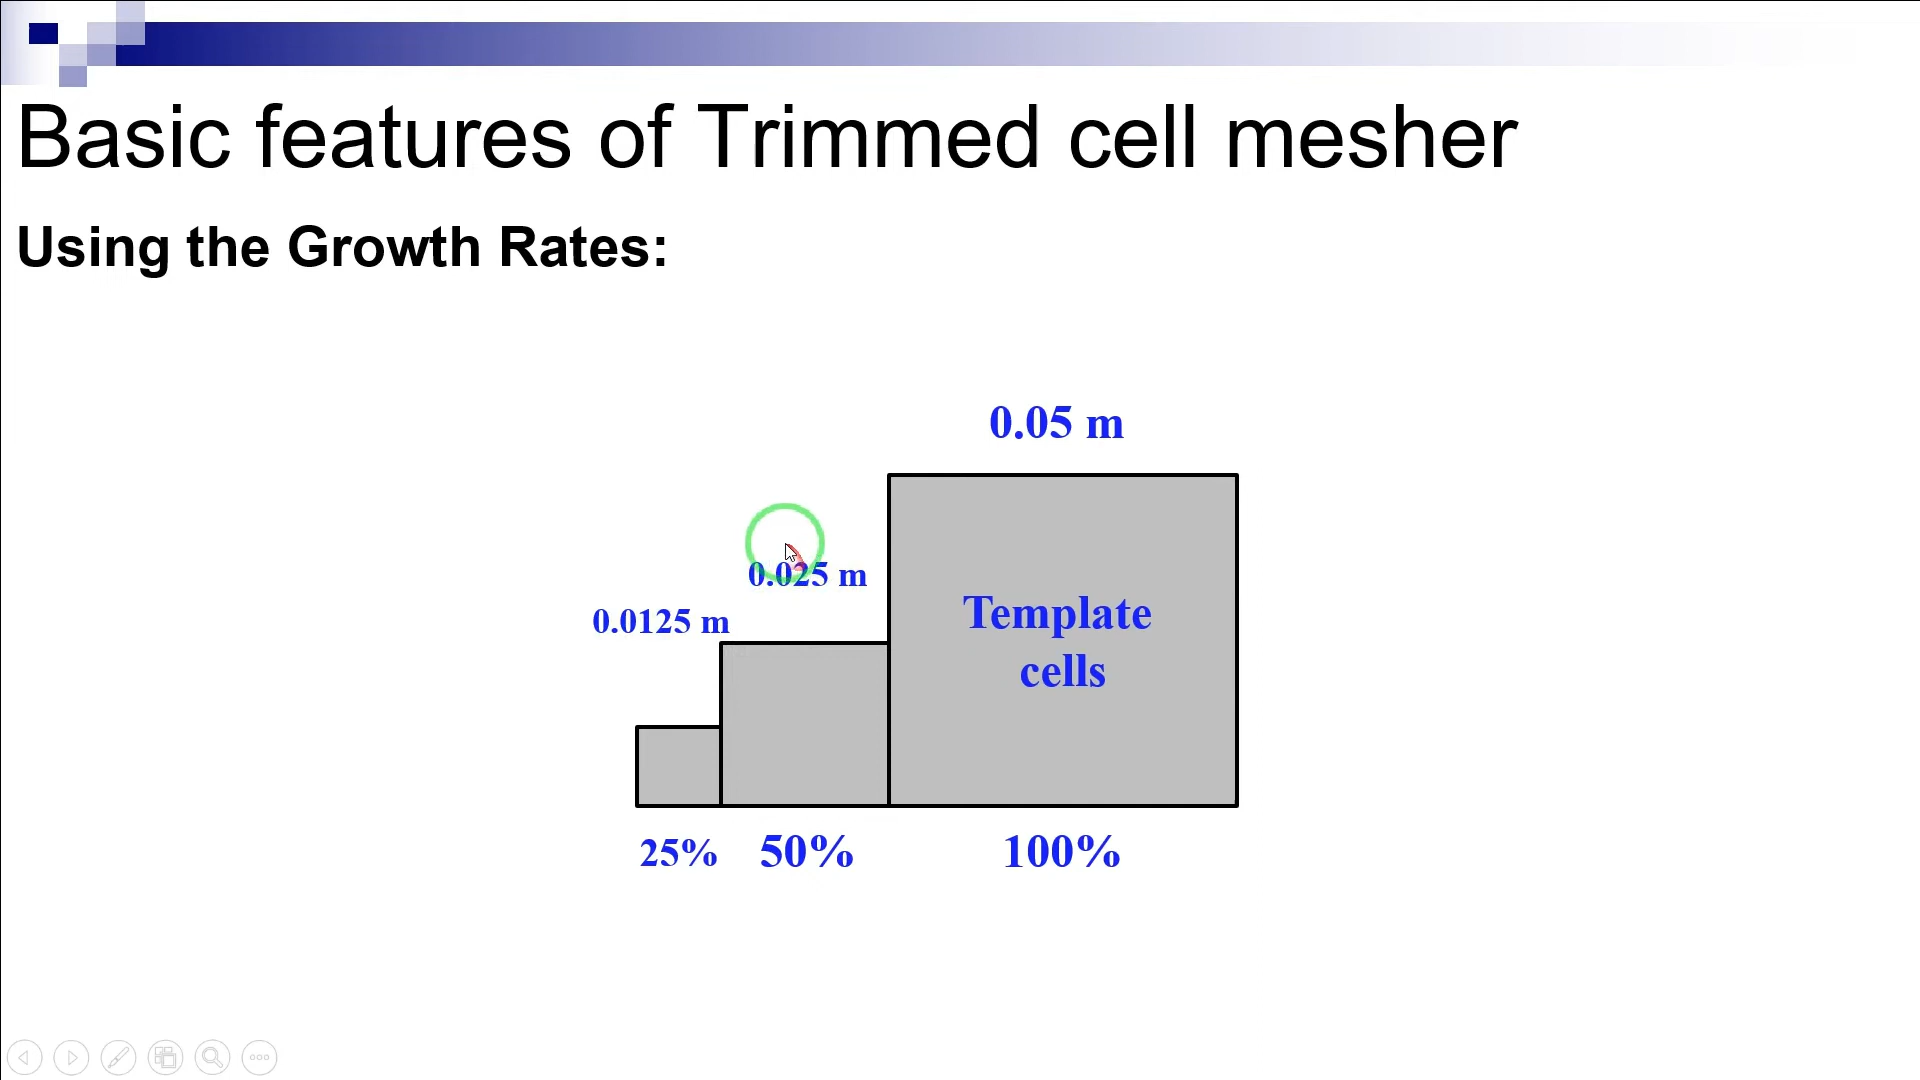 Basic features of Trimmed cell mesher
Using the Growth Rates:
0.05 m
0.025 m
0.0125 m
Template
cells
25%
50%
100%